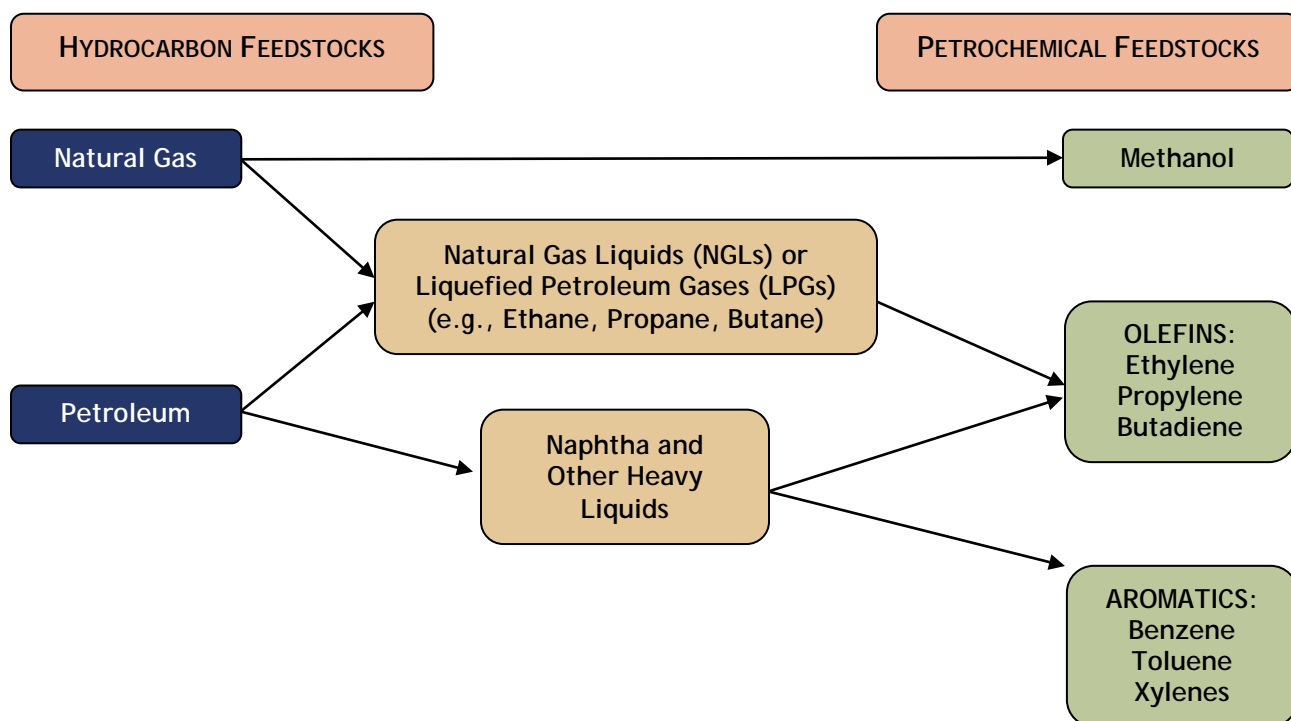 HYDROCARBON FEEDSTOCKS
PETROCHEMICAL FEEDSTOCKS
Natural Gas
Methanol
Natural Gas Liquids (NGLs) or
Liquefied Petroleum Gases (LPGs)
(e.g., Ethane, Propane, Butane)
OLEFINS:
Ethylene
Propylene
Butadiene
Petroleum
Naphtha and
Other Heavy
Liquids
AROMATICS:
Benzene
Toluene
Xylenes